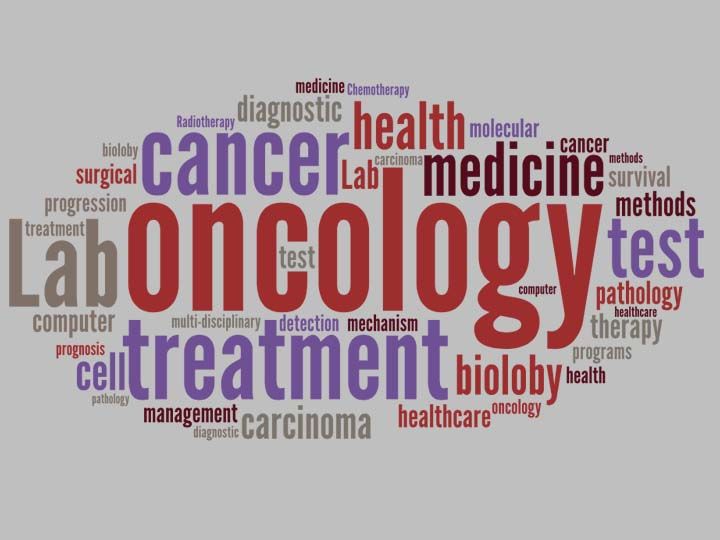 medicine
Chemotherapy
diagnostic
Radiotherapy
health
molecular
cancer
cancer
bioloby
carcinoma
medicine
methods
surgical
Lab
survival
progression
methods
oncology
treatment
Lab
test
test
computer
pathology
healthcare
computer
multi-disciplinary
detection
mechanism
therapy
prognosis
treatment
programs
cell
bioloby
health
pathology
management
carcinoma
healthcare
oncology
diagnostic